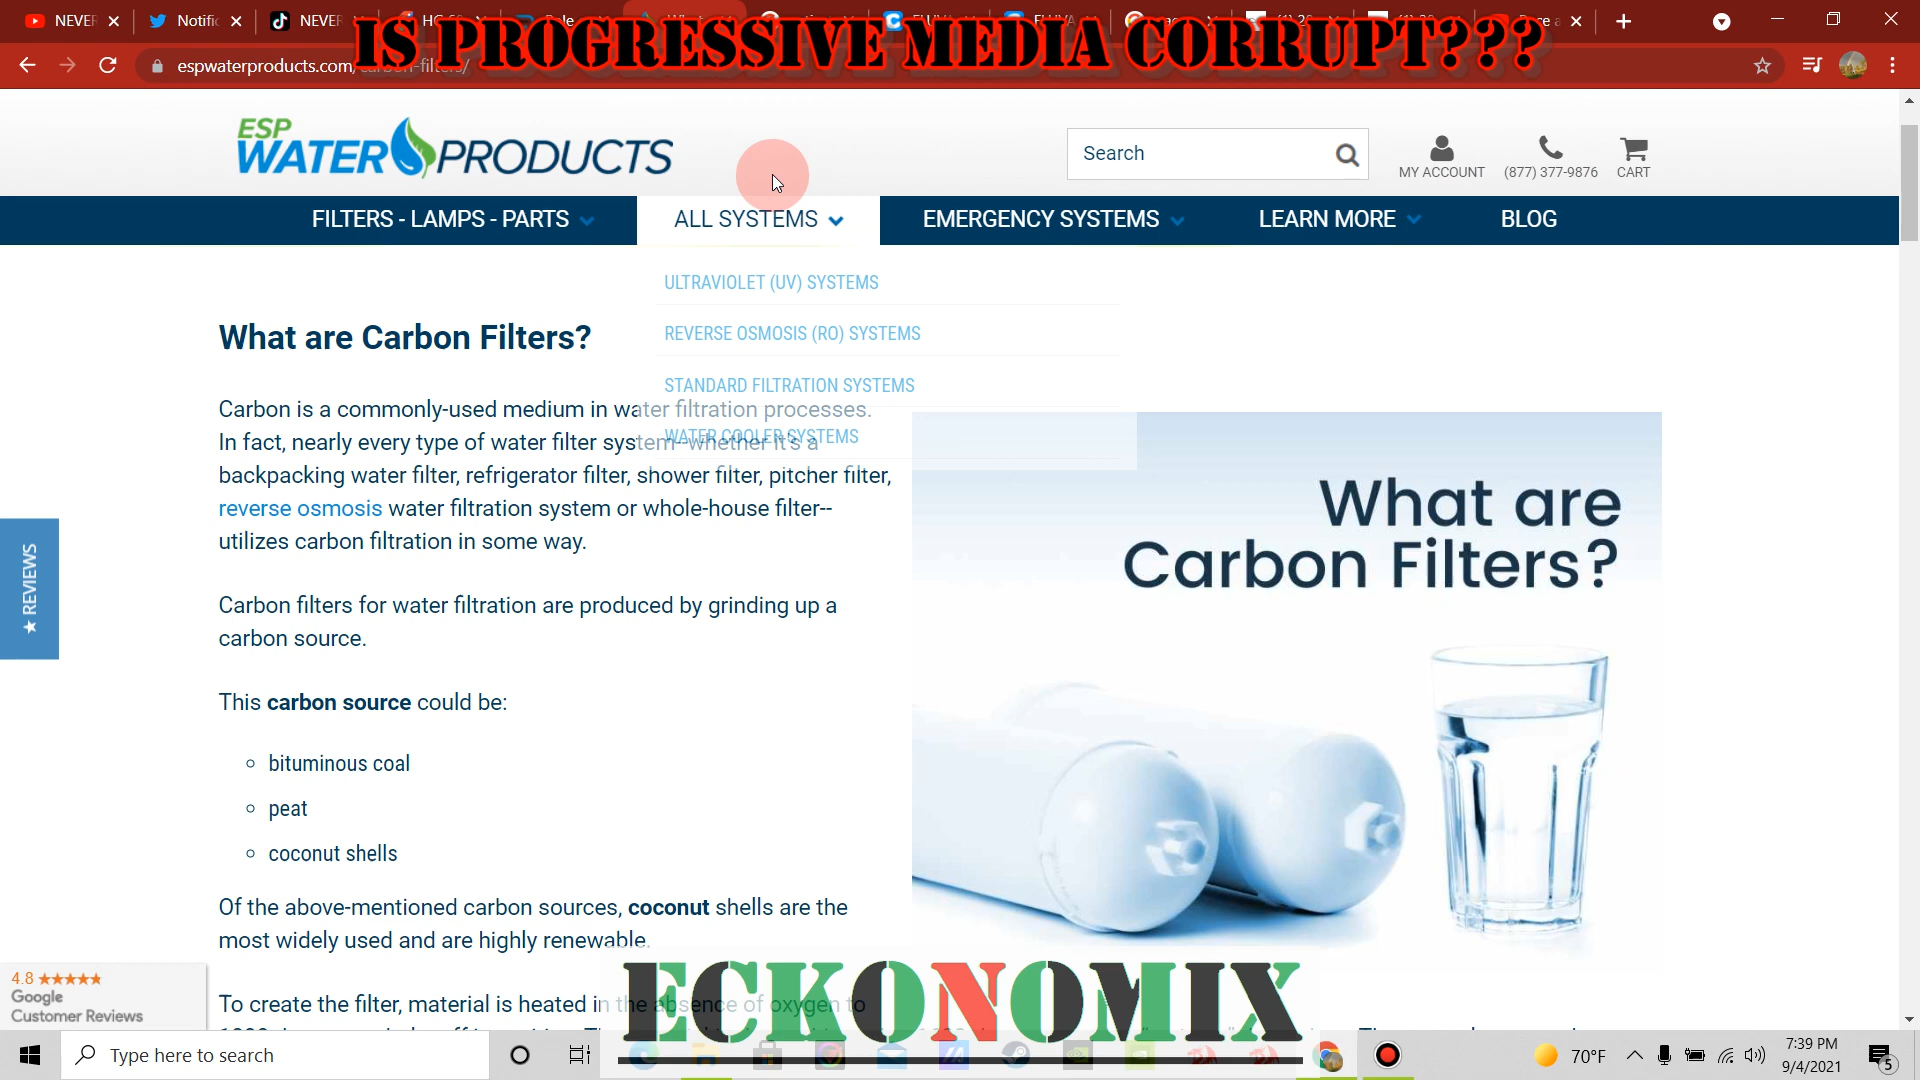 NEVER
Notific
NEVER
IS PROGRESSIVE MEDIA CORRUPT???
espwaterproducts.com/carbon-filters/
ESP
WATER PRODUCTS
Search
MY ACCOUNT
(877) 377-9876
CART
FILTERS - LAMPS - PARTS
ALL SYSTEMS
EMERGENCY SYSTEMS
LEARN MORE
BLOG
ULTRAVIOLET (UV) SYSTEMS
REVERSE OSMOSIS (RO) SYSTEMS
STANDARD FILTRATION SYSTEMS
WATER COOLER SYSTEMS
What are Carbon Filters?
Carbon is a commonly-used medium in water filtration processes.
In fact, nearly every type of water filter system--whether it's a
backpacking water filter, refrigerator filter, shower filter, pitcher filter,
reverse osmosis water filtration system or whole-house filter--
utilizes carbon filtration in some way.
Carbon filters for water filtration are produced by grinding up a
carbon source.
This carbon source could be:
bituminous coal
peat
coconut shells
Of the above-mentioned carbon sources, coconut shells are the
most widely used and are highly renewable.
To create the filter, material is heated in the absence of oxygen to
What are
Carbon Filters?
★ REVIEWS
4.8 ★★★★★
Google
Customer Reviews
ECKONOMIX
Type here to search
70°F
7:39 PM
9/4/2021
5